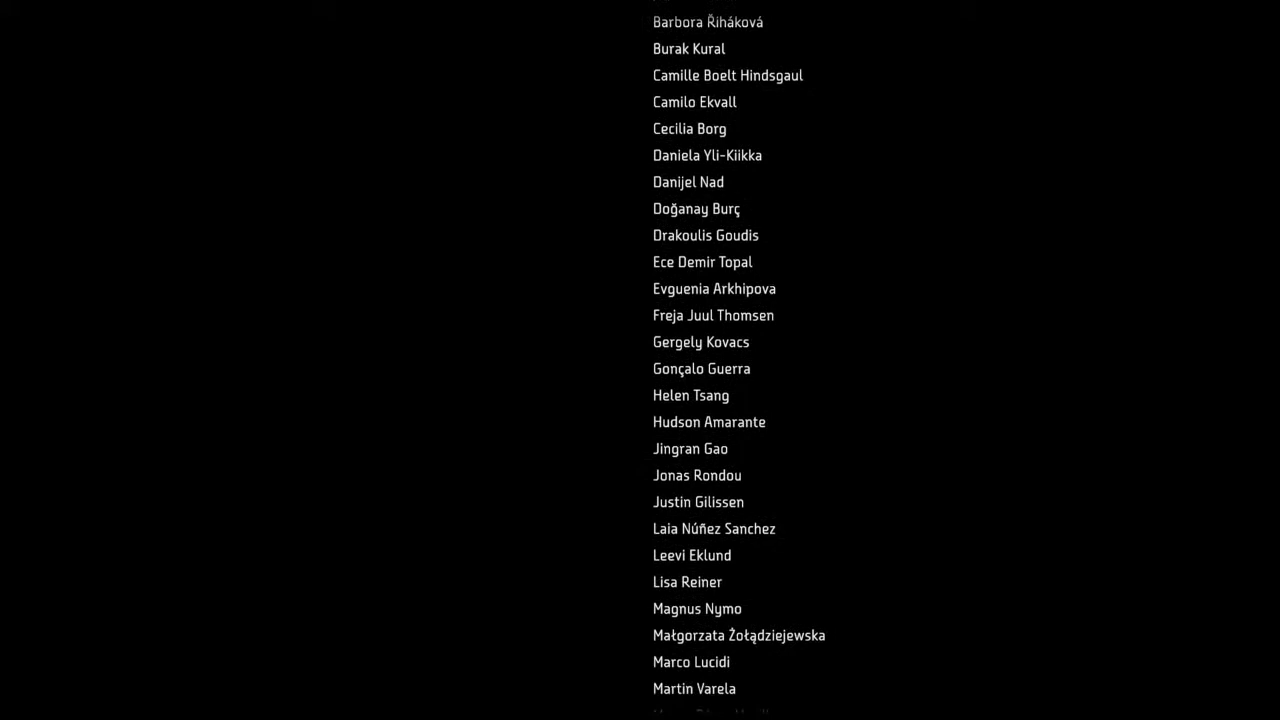 Barbora Řiháková
Burak Kural
Camille Boelt Hindsgaul
Camilo Ekvall
Cecilia Borg
Daniela Yli-Kiikka
Danijel Nad
Doğanay Burç
Drakoulis Goudis
Ece Demir Topal
Evguenia Arkhipova
Freja Juul Thomsen
Gergely Kovacs
Gonçalo Guerra
Helen Tsang
Hudson Amarante
Jingran Gao
Jonas Rondou
Justin Gilissen
Laia Núñez Sanchez
Leevi Eklund
Lisa Reiner
Magnus Nymo
Małgorzata Żołądziejewska
Marco Lucidi
Martin Varela